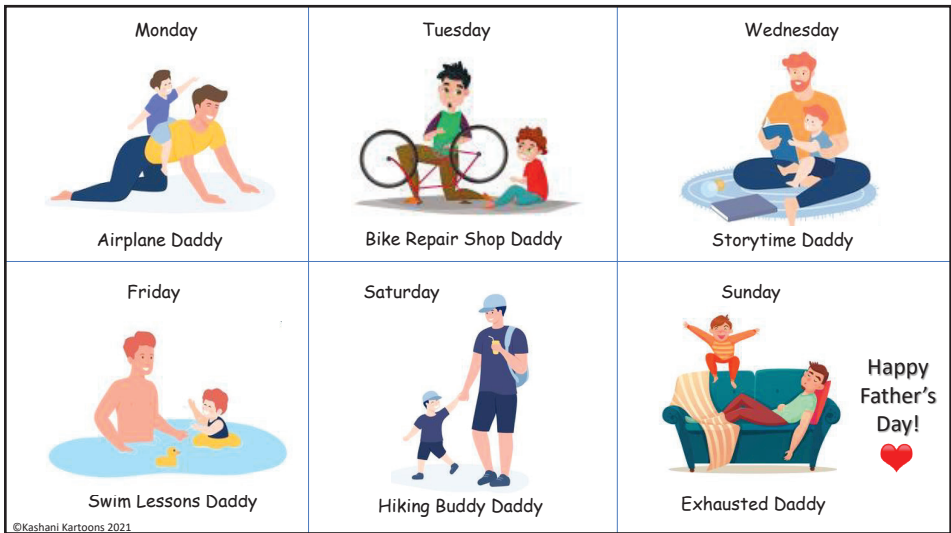 Monday
Airplane Daddy
Tuesday
Bike Repair Shop Daddy
Wednesday
Storytime Daddy
Friday
Swim Lessons Daddy
Saturday
Hiking Buddy Daddy
Sunday
Exhausted Daddy
Happy
Father's
Day!
©Kashani Kartoons 2021